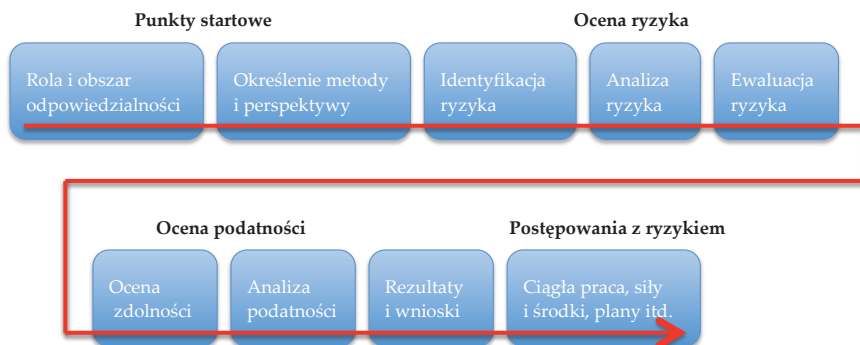 Punkty startowe
Ocena ryzyka
Rola i obszar
odpowiedzialności
Określenie metody
i perspektywy
Identyfikacja
ryzyka
Analiza
ryzyka
Ewaluacja
ryzyka
Ocena podatności
Postępowania z ryzykiem
Ocena
zdolności
Analiza
podatności
Rezultaty
i wnioski
Ciągła praca, siły
i środki, plany itd.